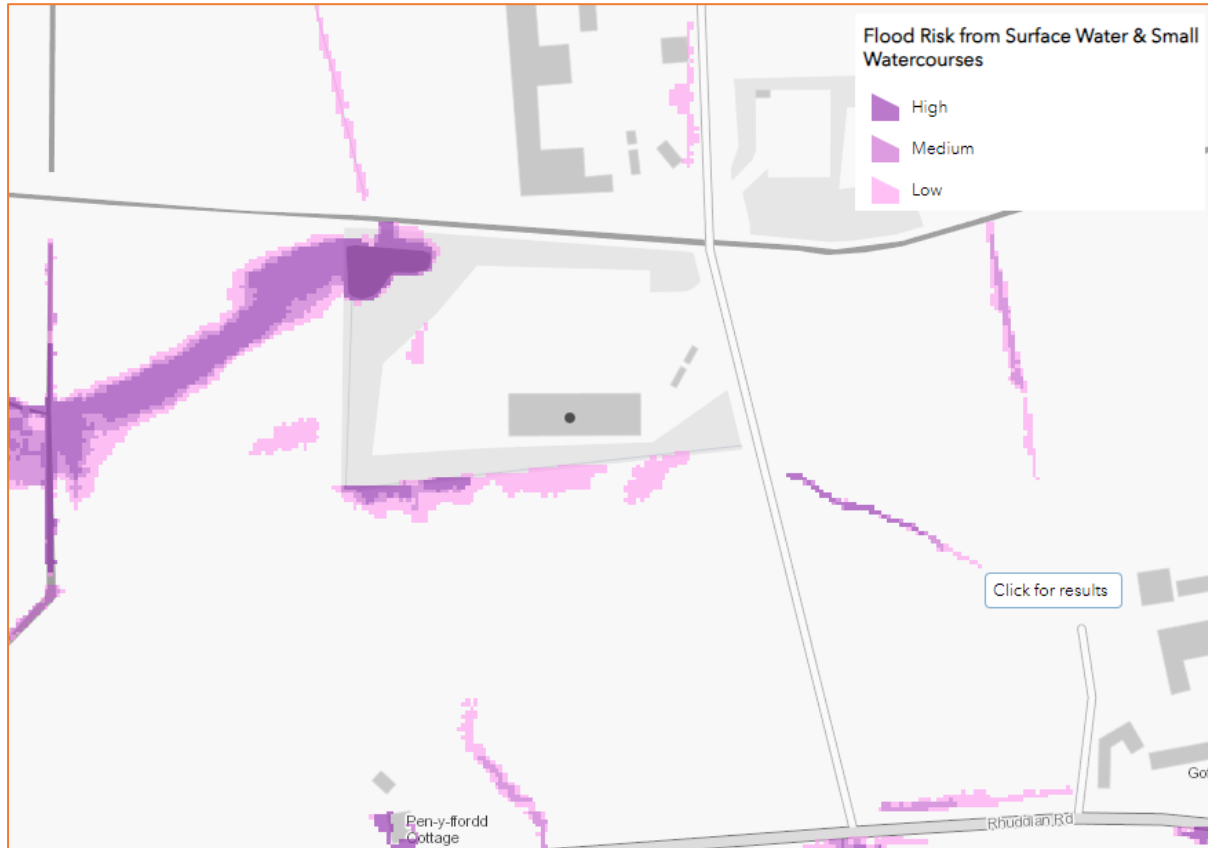 Flood Risk from Surface Water & Small
Watercourses
High
Medium
Low
Click for results
Pen-y-ffordd
Cottage
Rhuddlan Rd